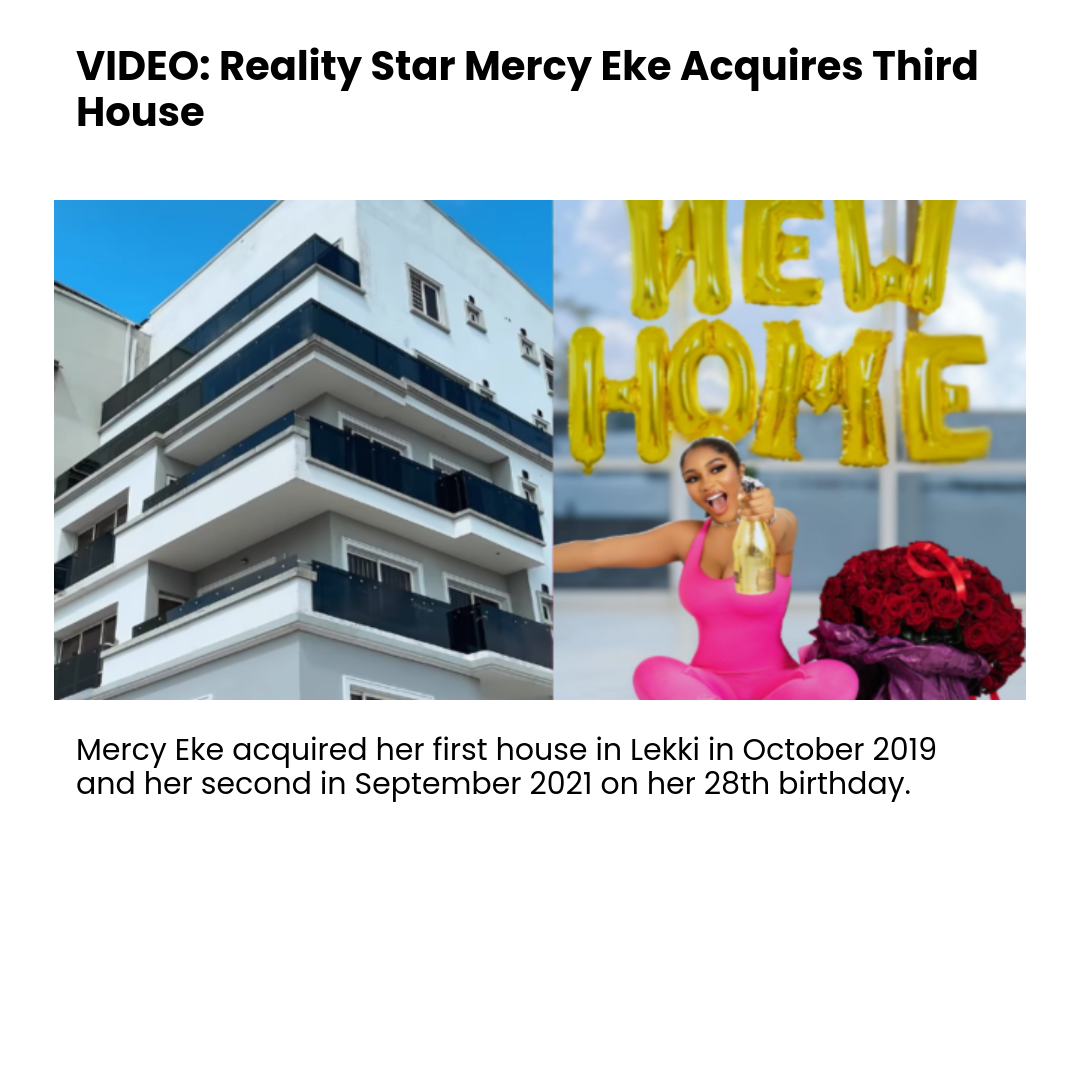 VIDEO: Reality Star Mercy Eke Acquires Third
House
NEW
HOME
Mercy Eke acquired her first house in Lekki in October 2019
and her second in September 2021 on her 28th birthday.